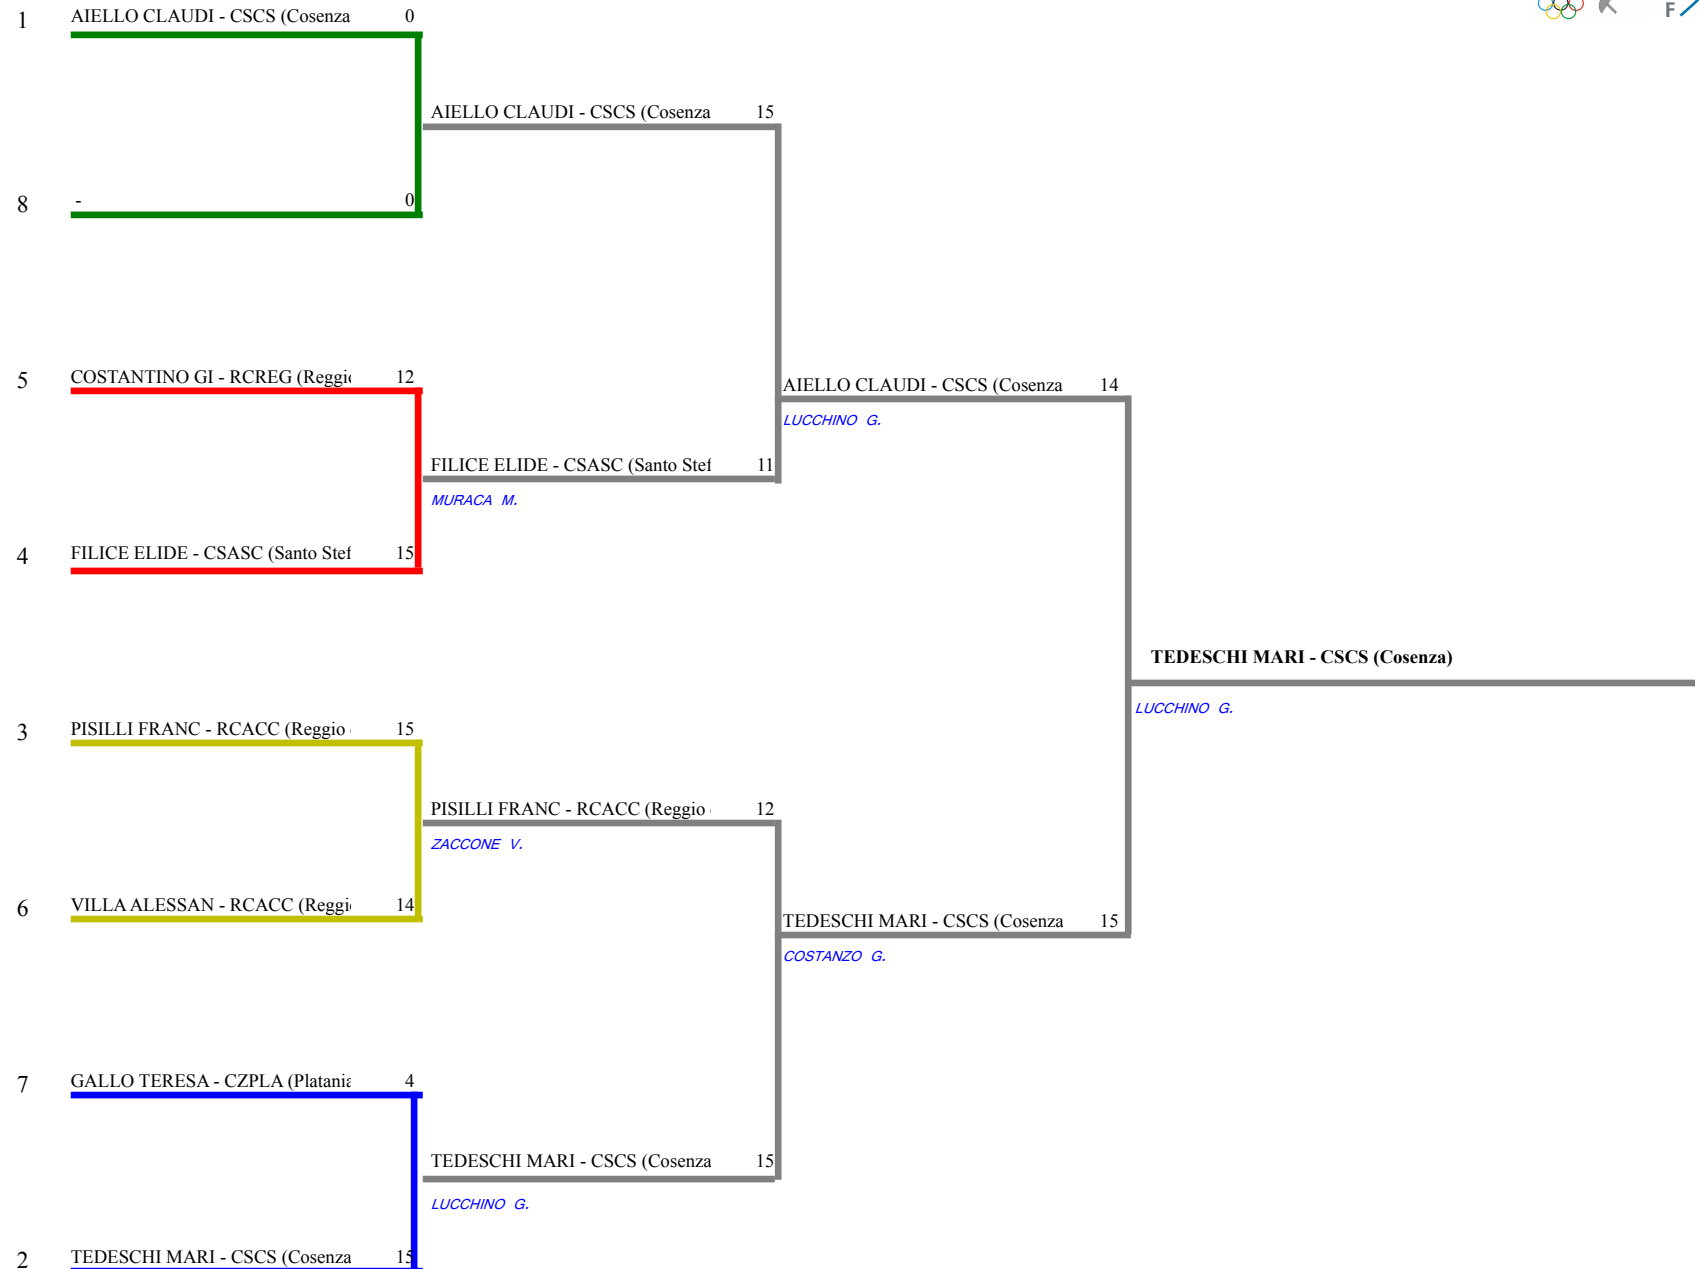 F
1 AIELLO CLAUDI - CSCS (Cosenza 0
AIELLO CLAUDI - CSCS (Cosenza 15
8 - 0
5 COSTANTINO GI - RCREG (Reggi 12
AIELLO CLAUDI - CSCS (Cosenza 14
LUCCHINO G.
FILICE ELIDE - CSASC (Santo Stef 11
MURACA M.
4 FILICE ELIDE - CSASC (Santo Stef 15
TEDESCHI MARI - CSCS (Cosenza)
LUCCHINO G.
3 PISILLI FRANC - RCACC (Reggio 15
PISILLI FRANC - RCACC (Reggio 12
ZACCONE V.
6 VILLA ALESSAN - RCACC (Reggi 14
TEDESCHI MARI - CSCS (Cosenza 15
COSTANZO G.
7 GALLO TERESA - CZPLA (Platania 4
TEDESCHI MARI - CSCS (Cosenza 15
LUCCHINO G.
2 TEDESCHI MARI - CSCS (Cosenza 15